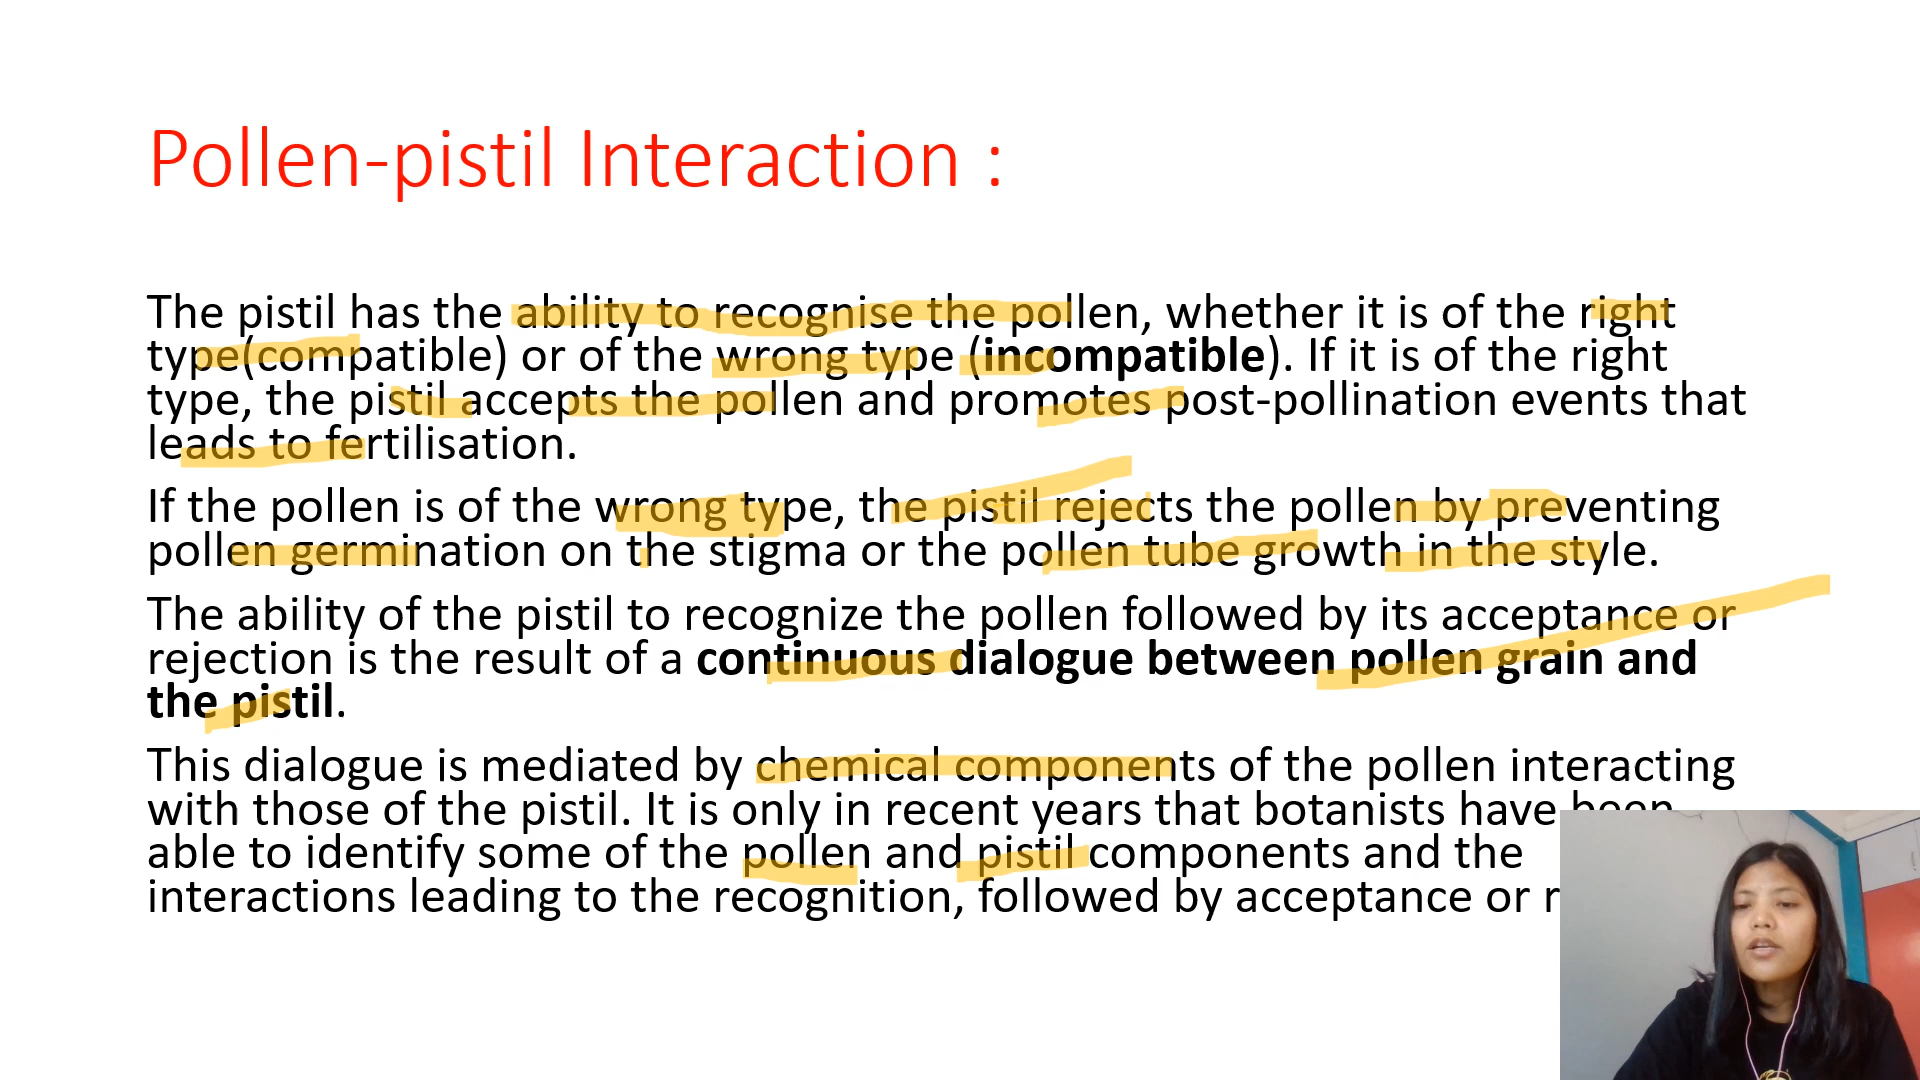 Pollen-pistil Interaction :
The pistil has the ability to recognise the pollen, whether it is of the right
type(compatible) or of the wrong type (incompatible). If it is of the right
type, the pistil accepts the pollen and promotes post-pollination events that
leads to fertilisation.
If the pollen is of the wrong type, the pistil rejects the pollen by preventing
pollen germination on the stigma or the pollen tube growth in the style.
The ability of the pistil to recognize the pollen followed by its acceptance or
rejection is the result of a continuous dialogue between pollen grain and
the pistil.
This dialogue is mediated by chemical components of the pollen interacting
with those of the pistil. It is only in recent years that botanists have been
able to identify some of the pollen and pistil components and the
interactions leading to the recognition, followed by acceptance or